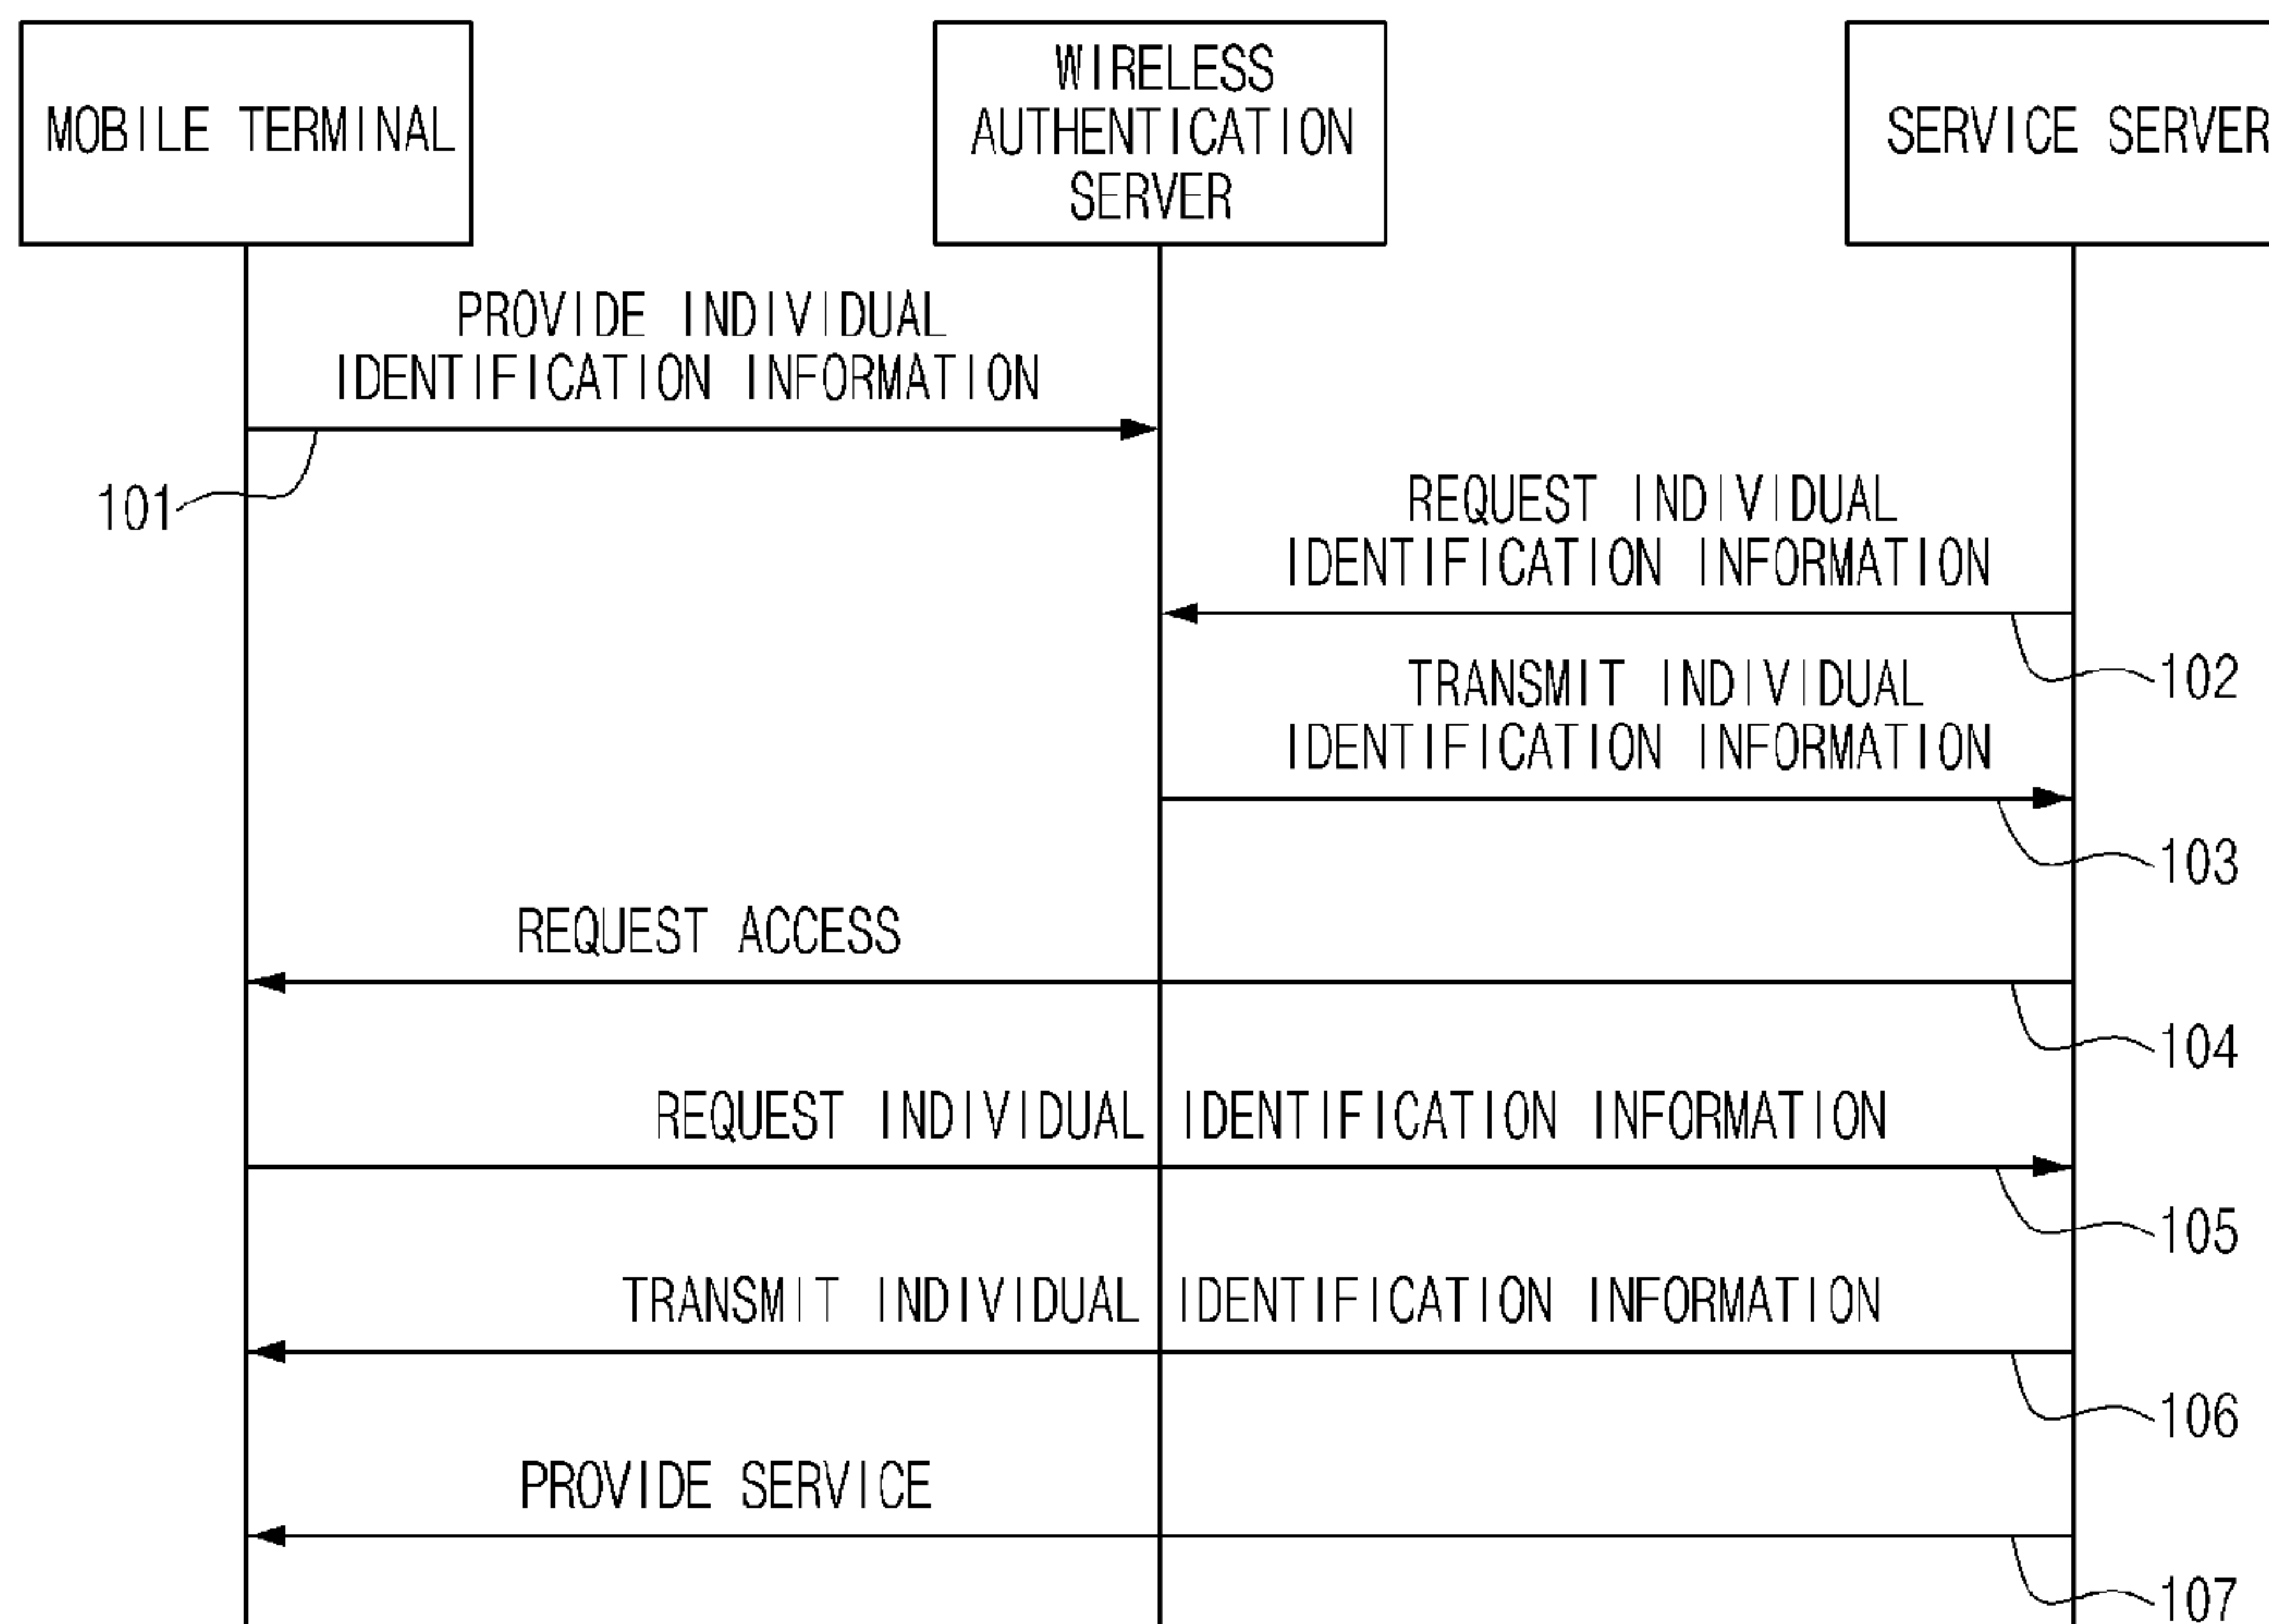 MOBILE TERMINAL
WIRELESS
AUTHENTICATION
SERVER
SERVICE SERVER
PROVIDE INDIVIDUAL
IDENTIFICATION INFORMATION
101
REQUEST INDIVIDUAL
IDENTIFICATION INFORMATION
102
TRANSMIT INDIVIDUAL
IDENTIFICATION INFORMATION
103
REQUEST ACCESS
104
REQUEST INDIVIDUAL IDENTIFICATION INFORMATION
105
TRANSMIT INDIVIDUAL IDENTIFICATION INFORMATION
106
PROVIDE SERVICE
107